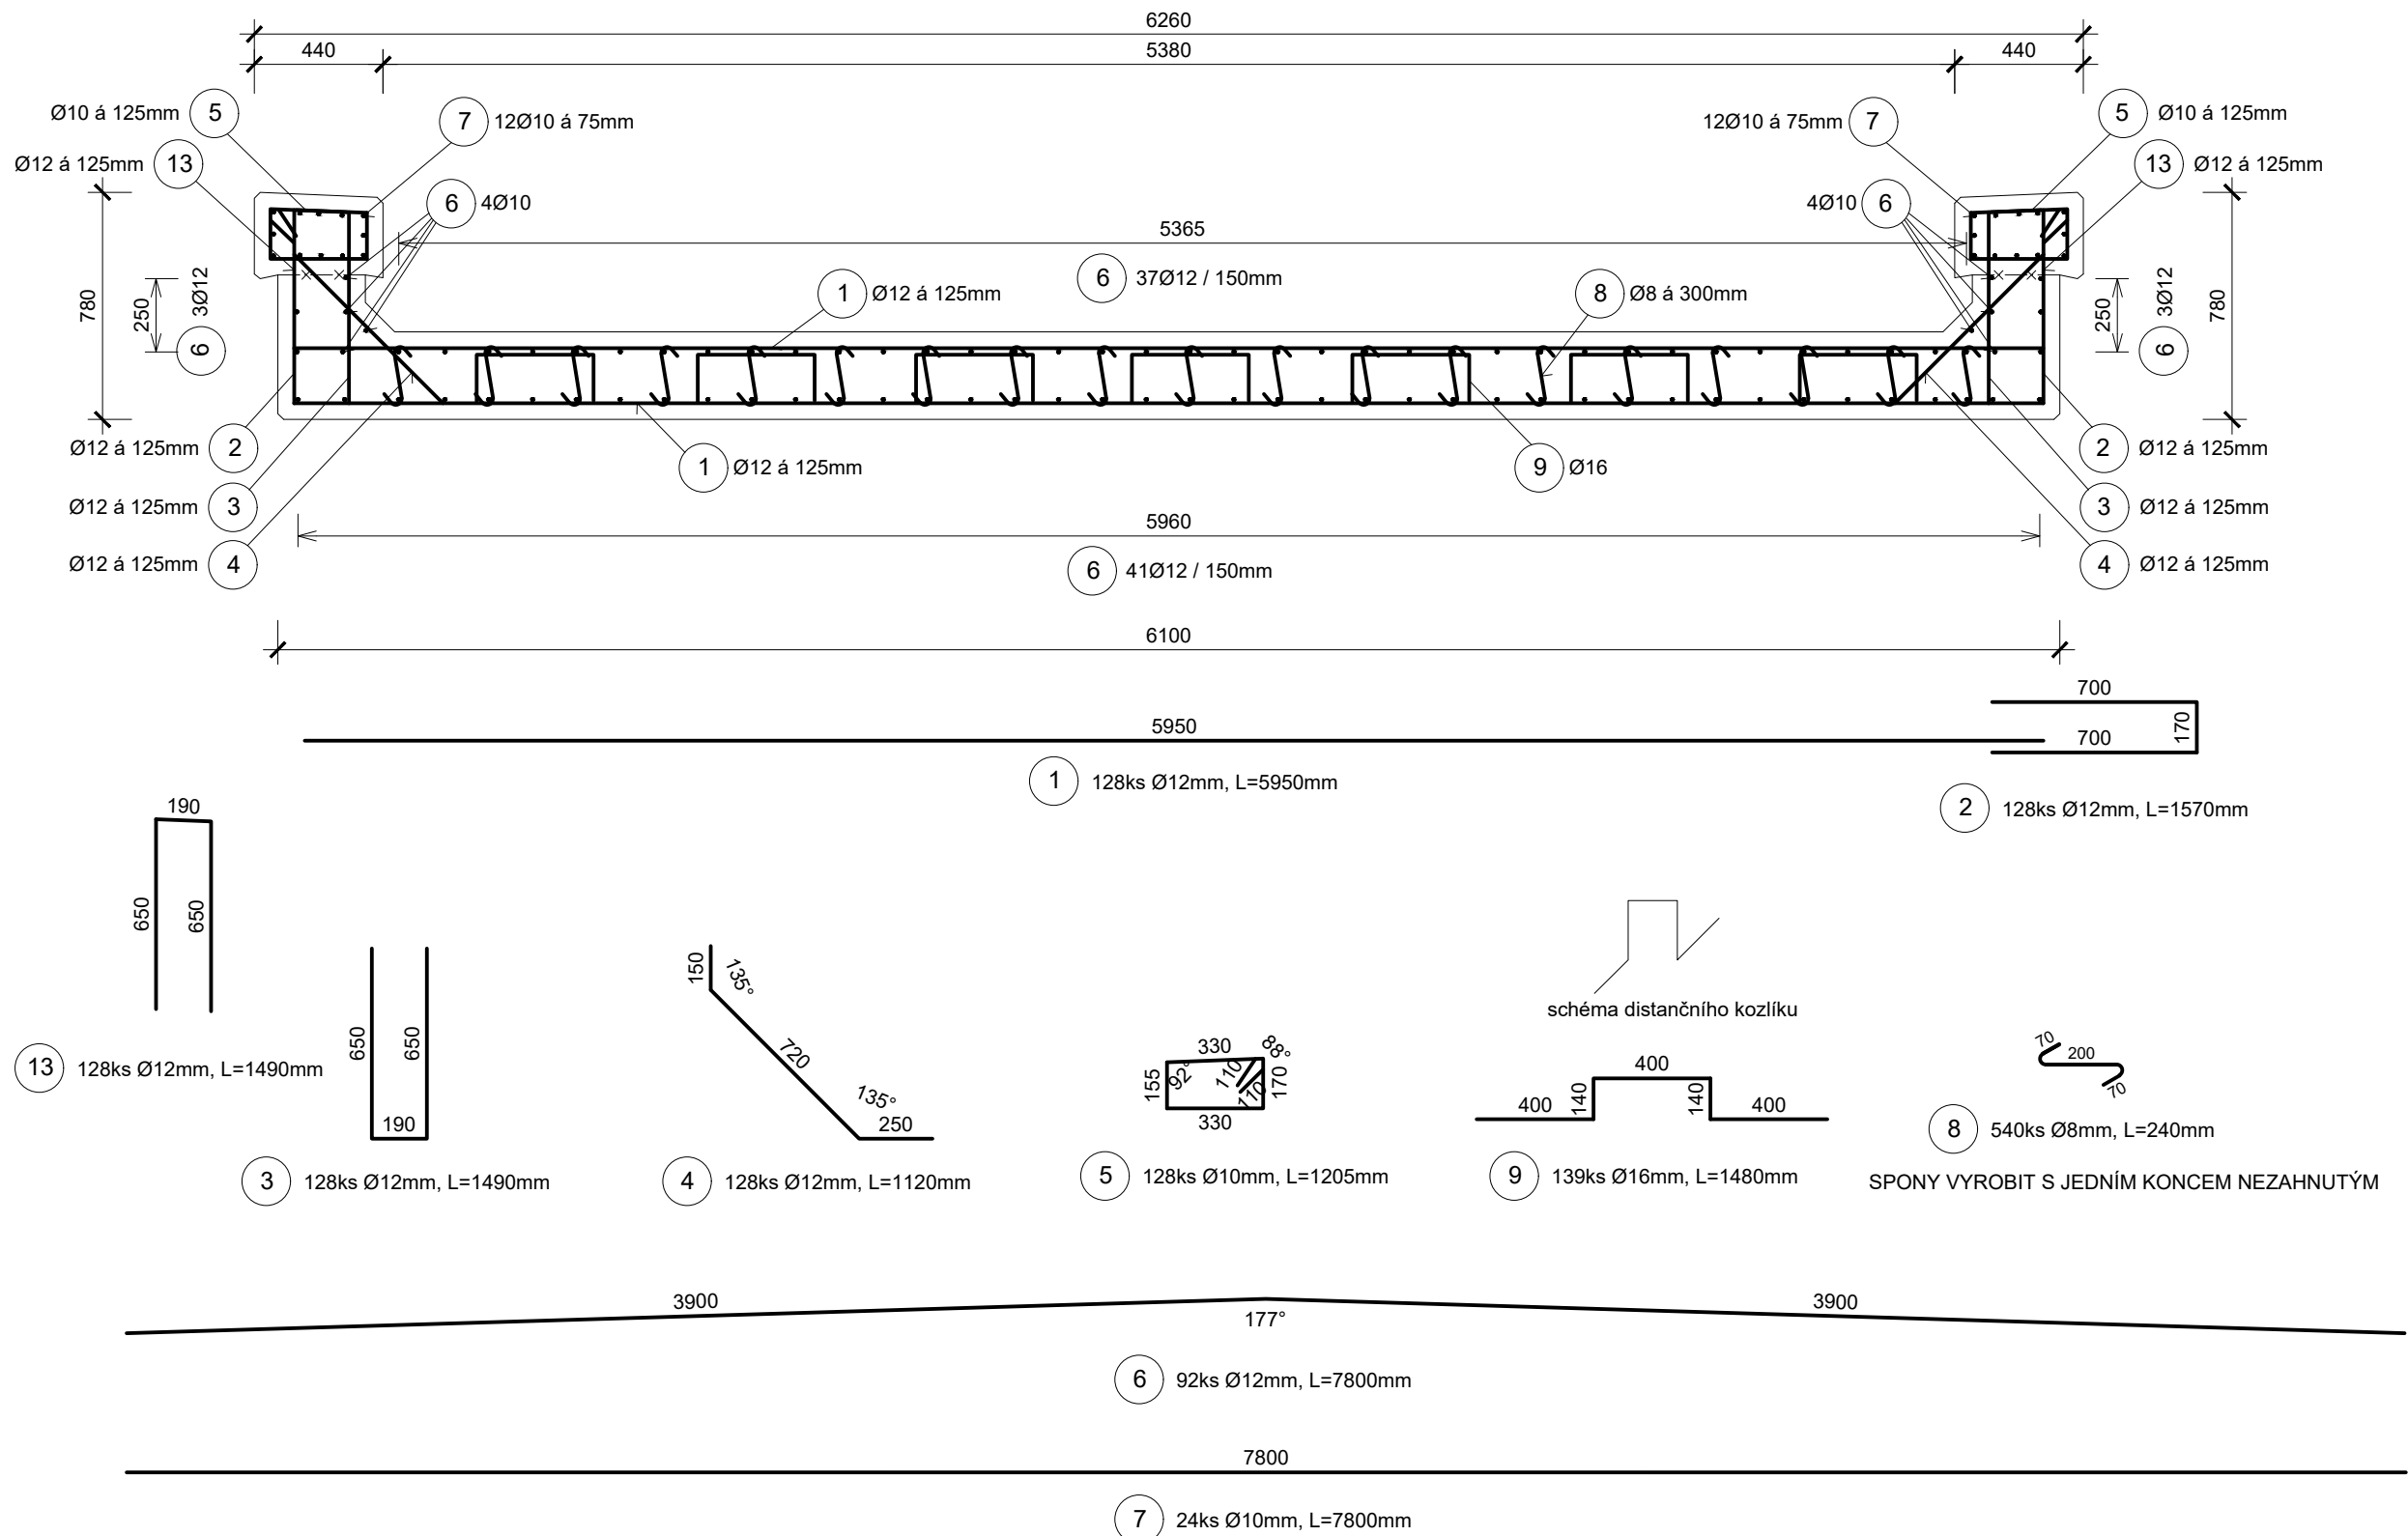 6260
440
5380
440
Ø10 á 125mm 5
7 12Ø10 á 75mm
12Ø10 á 75mm 7
5 Ø10 á 125mm
Ø12 á 125mm 13
13 Ø12 á 125mm
6 4Ø10
4Ø10 6
5365
780
250
3Ø12
6
6 37Ø12 / 150mm
1 Ø12 á 125mm
8 Ø8 á 300mm
250
3Ø12
6
780
Ø12 á 125mm 2
1 Ø12 á 125mm
9 Ø16
2 Ø12 á 125mm
Ø12 á 125mm 3
3 Ø12 á 125mm
5960
Ø12 á 125mm 4
6 41Ø12 / 150mm
4 Ø12 á 125mm
6100
5950
700
170
700
1 128ks Ø12mm, L=5950mm
2 128ks Ø12mm, L=1570mm
190
650
650
13 128ks Ø12mm, L=1490mm
650
650
190
3 128ks Ø12mm, L=1490mm
150
135°
720
135°
250
4 128ks Ø12mm, L=1120mm
330
88°
155
92°
110
110
170
330
5 128ks Ø10mm, L=1205mm
schéma distančního kozlíku
400
400
140
140
400
9 139ks Ø16mm, L=1480mm
70
200
70
8 540ks Ø8mm, L=240mm
SPONY VYROBIT S JEDNÍM KONCEM NEZAHNUTÝM
3900
3900
177°
6 92ks Ø12mm, L=7800mm
7800
7 24ks Ø10mm, L=7800mm